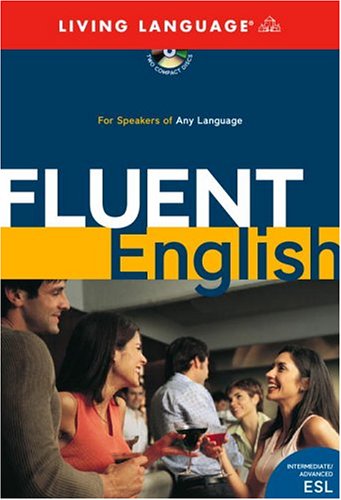 LIVING LANGUAGE®
TWO COMPACT DISCS
For Speakers of Any Language
FLUENT
English
INTERMEDIATE/
ADVANCED
ESL